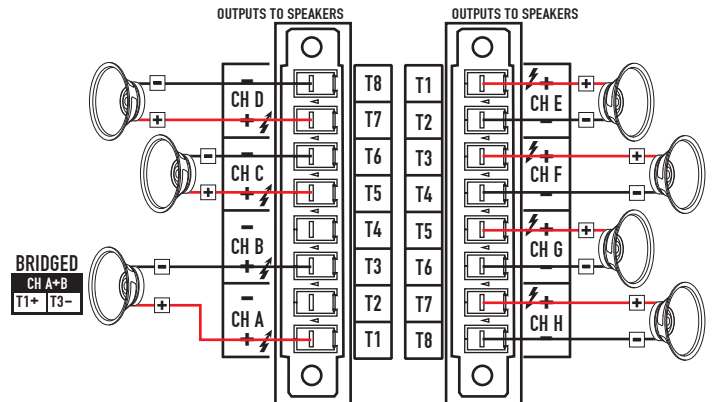 OUTPUTS TO SPEAKERS
OUTPUTS TO SPEAKERS
- - T8 T1 + +
CH D CH E
+ + T7 T2 - -
- - T6 T3 + +
CH C CH F
+ + T5 T4 - -
- T4 T5 + +
CH B CH G
- + T3 T6 - -
BRIDGED
CH A+B
T1+ T3-
- T2 T7 + +
+ CH A CH H
+ T1 T8 - -